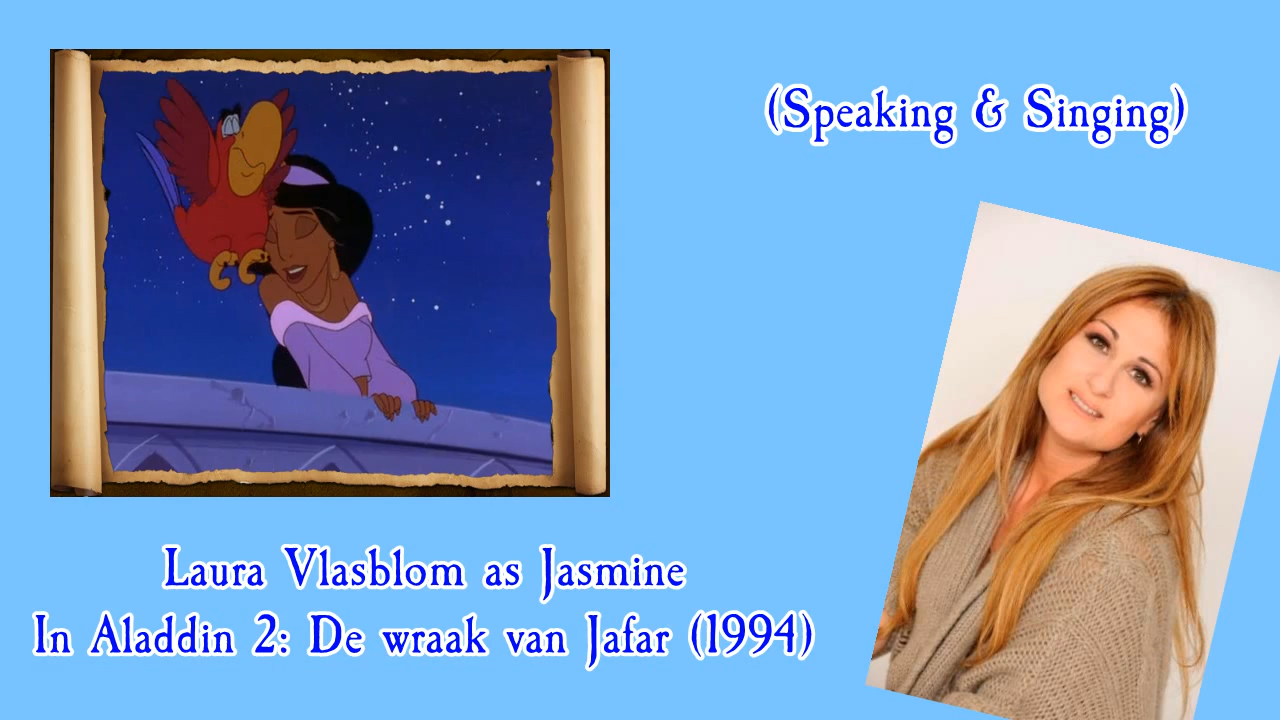 (Speaking & Singing)
Laura Vlasblom as Jasmine
In Aladdin 2: De wraak van Jafar (1994)